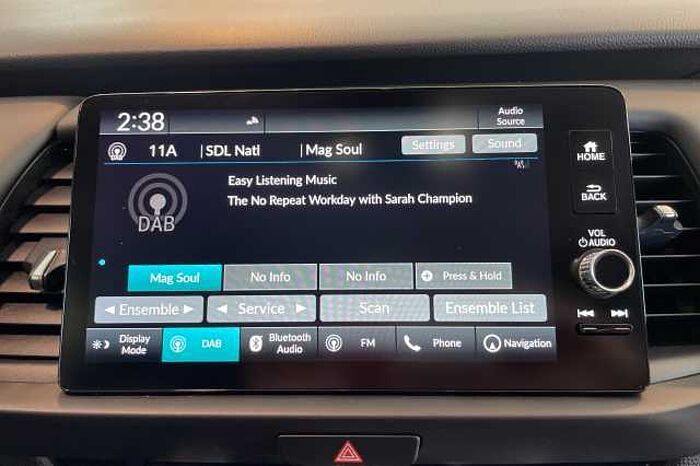 2:38
Audio
Source
DAB
11A
SDL Natl
Mag Soul
Settings
Sound
DAB
Easy Listening Music
The No Repeat Workday with Sarah Champion
HOME
BACK
VOL
AUDIO
Mag Soul
No Info
No Info
Press & Hold
Ensemble
Service
Scan
Ensemble List
Display
Mode
DAB
Bluetooth
Audio
FM
Phone
Navigation